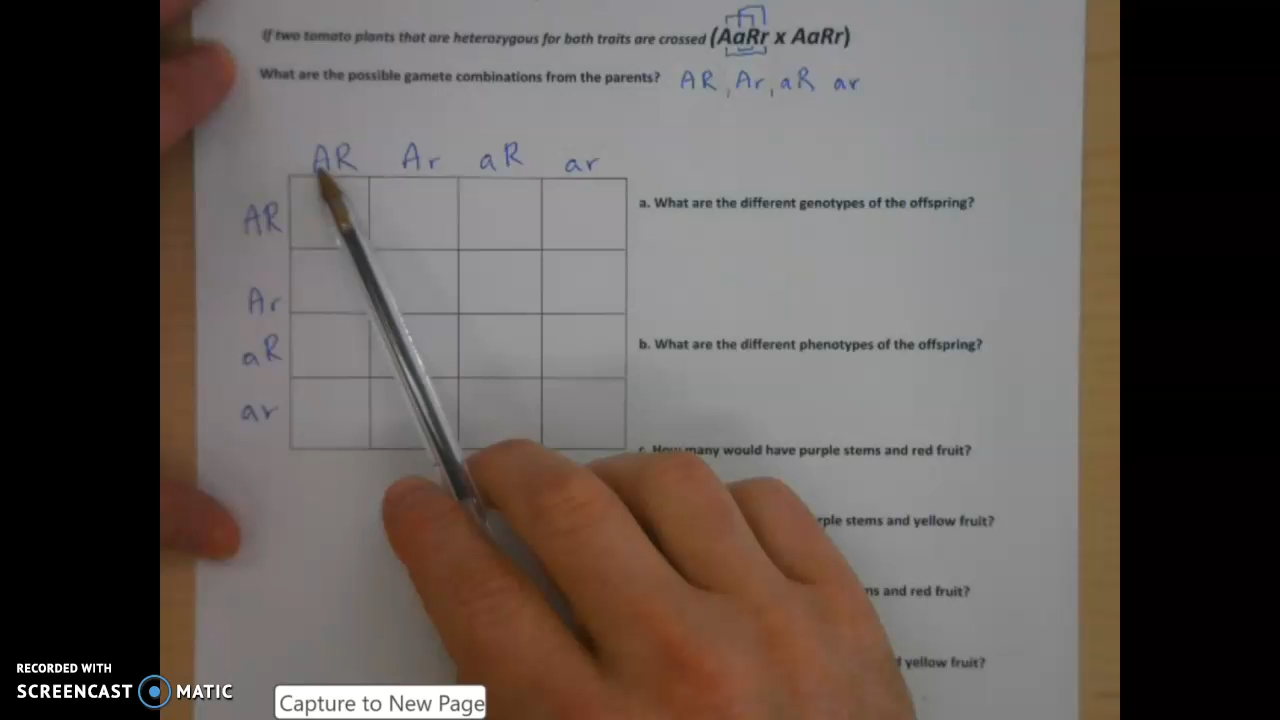 If two tomato plants that are heterozygous for both traits are crossed (AaRr x AaRr)
What are the possible gamete combinations from the parents? AR, Ar, aR ar
AR Ar aR ar
AR
a. What are the different genotypes of the offspring?
Ar
aR
b. What are the different phenotypes of the offspring?
ar
c. How many would have purple stems and red fruit?
stems and yellow fruit?
and red fruit?
yellow fruit?
RECORDED WITH
SCREENCAST MATIC
Capture to New Page